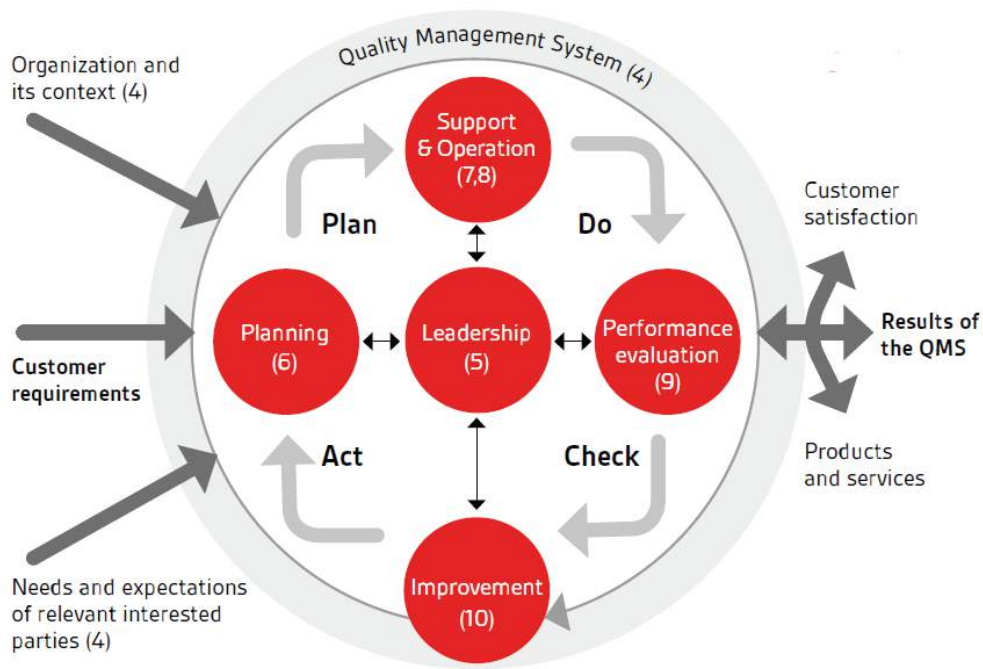 Quality Management System (4)
Organization and
its context (4)
Support
& Operation
(7,8)
Plan
Do
Customer
satisfaction
Planning
(6)
Leadership
(5)
Performance
evaluation
(9)
Results of
the QMS
Customer
requirements
Act
Check
Products
and services
Improvement
(10)
Needs and expectations
of relevant interested
parties (4)